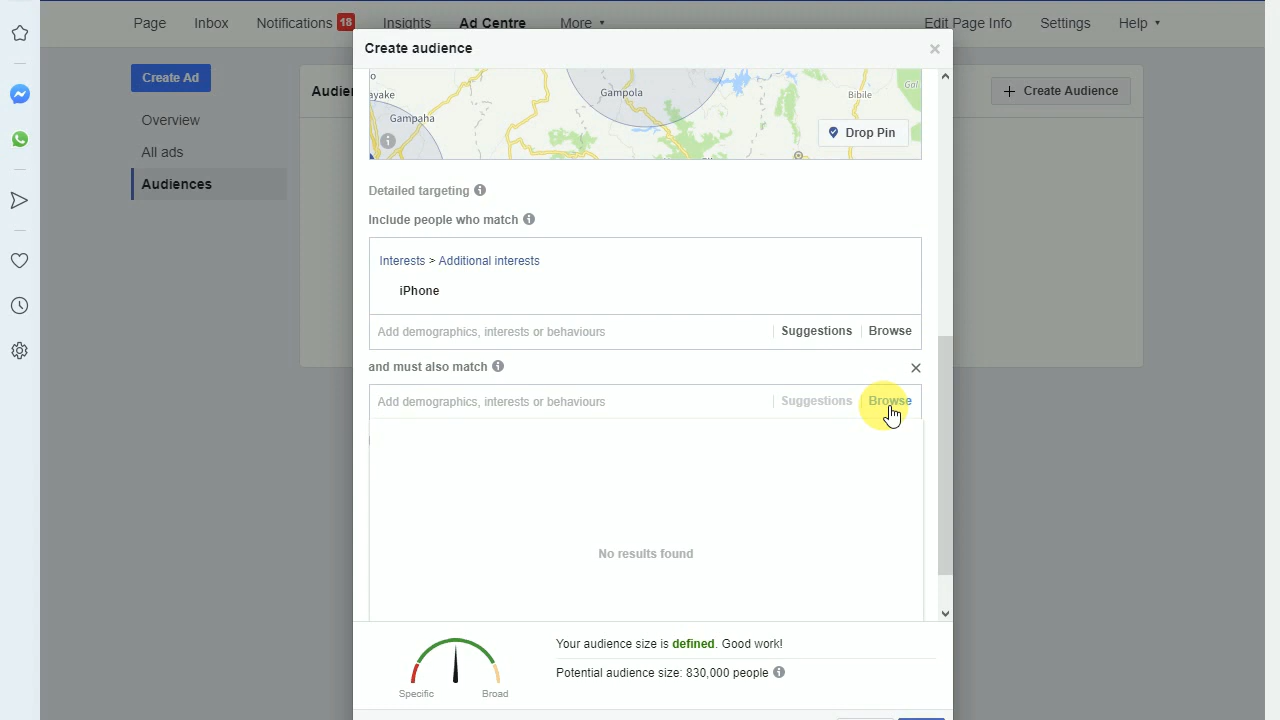 Page Inbox Notifications 18 Insights Ad Centre More Edit Page Info Settings Help
Create audience
Create Ad
Overview
All ads
Audiences
Create Audience
Gampola
Gampaha
Bibile
Drop Pin
Detailed targeting
Include people who match
Interests > Additional interests
iPhone
Add demographics, interests or behaviours Suggestions Browse
and must also match
Add demographics, interests or behaviours Suggestions Browse
No results found
Specific Broad
Your audience size is defined. Good work!
Potential audience size: 830,000 people